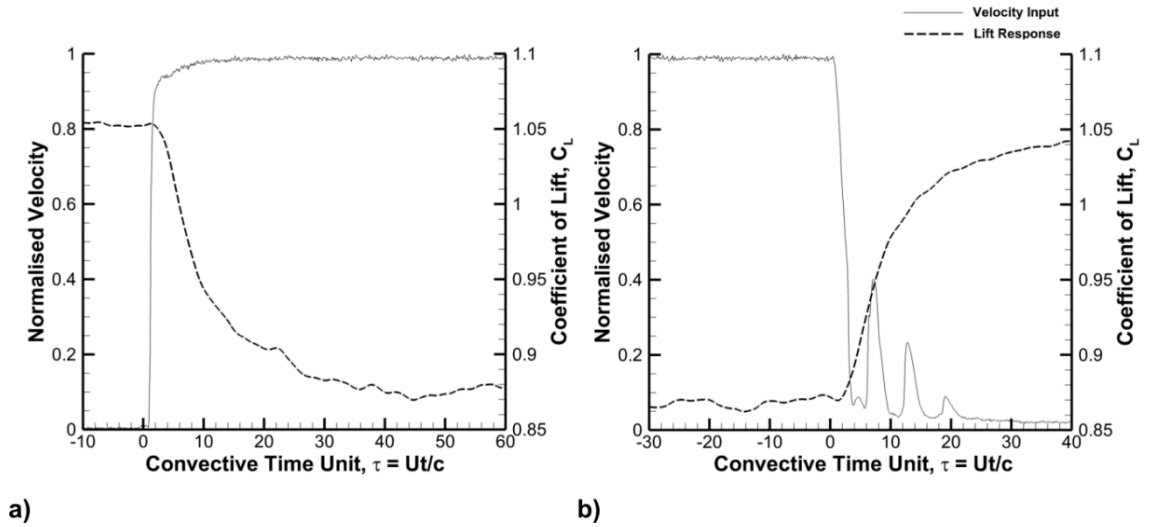 Velocity Input
Lift Response
1
0.8
0.6
0.4
0.2
0
Normalised Velocity
1.1
1.05
1
0.95
0.9
0.85
Coefficient of Lift, C_L
-10 0 10 20 30 40 50 60
Convective Time Unit, τ = Ut/c
a)
1
0.8
0.6
0.4
0.2
0
Normalised Velocity
1.1
1.05
1
0.95
0.9
0.85
Coefficient of Lift, C_L
-30 -20 -10 0 10 20 30 40
Convective Time Unit, τ = Ut/c
b)